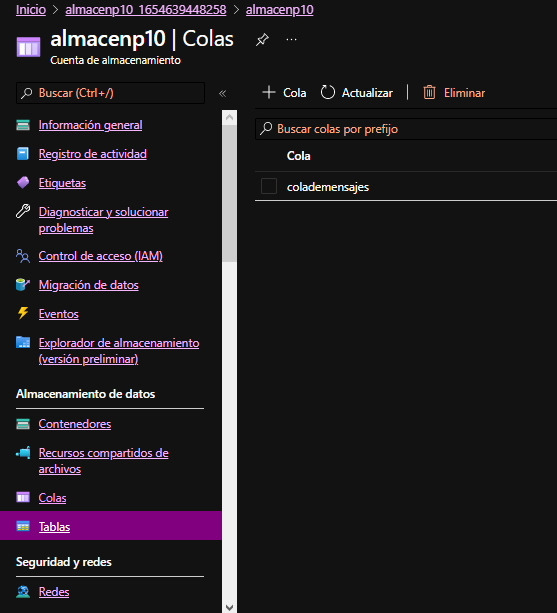 Inicio > almacenp10_1654639448258 > almacenp10
almacenp10 | Colas
Cuenta de almacenamiento
Buscar (Ctrl+/)
Información general
Registro de actividad
Etiquetas
Diagnosticar y solucionar
problemas
Control de acceso (IAM)
Migración de datos
Eventos
Explorador de almacenamiento
(versión preliminar)
Almacenamiento de datos
Contenedores
Recursos compartidos de
archivos
Colas
Tablas
Seguridad y redes
Redes
Cola Actualizar Eliminar
Buscar colas por prefijo
Cola
colademensajes